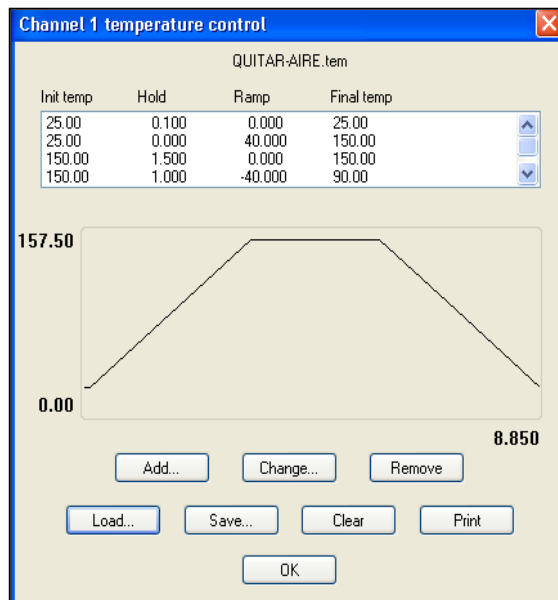 Channel 1 temperature control
QUITAR-AIRE.tem
Init temp Hold Ramp Final temp
25.00 0.100 0.000 25.00
25.00 0.000 40.000 150.00
150.00 1.500 0.000 150.00
150.00 1.000 -40.000 90.00
157.50
0.00
8.850
Add... Change... Remove
Load... Save... Clear Print
OK